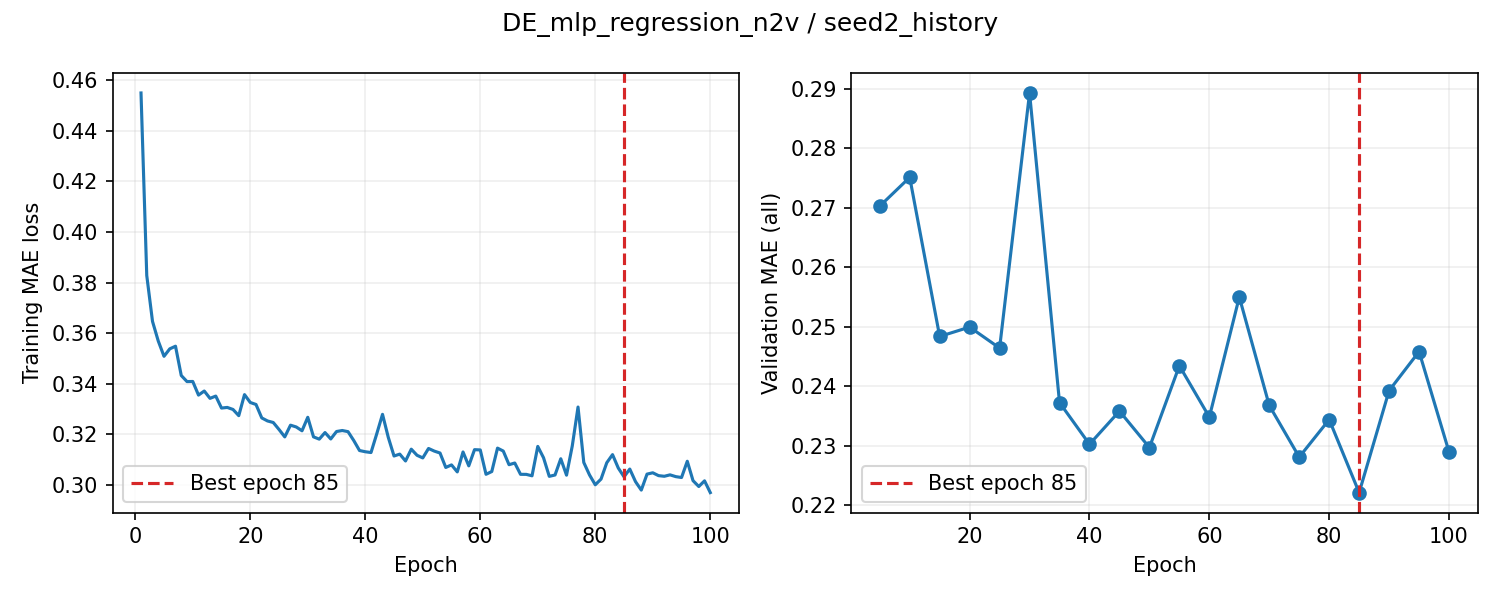 DE_mlp_regression_n2v / seed2_history
Training MAE loss
0.46
0.44
0.42
0.40
0.38
0.36
0.34
0.32
0.30
Best epoch 85
0 20 40 60 80 100
Epoch
Validation MAE (all)
0.29
0.28
0.27
0.26
0.25
0.24
0.23
0.22
Best epoch 85
20 40 60 80 100
Epoch